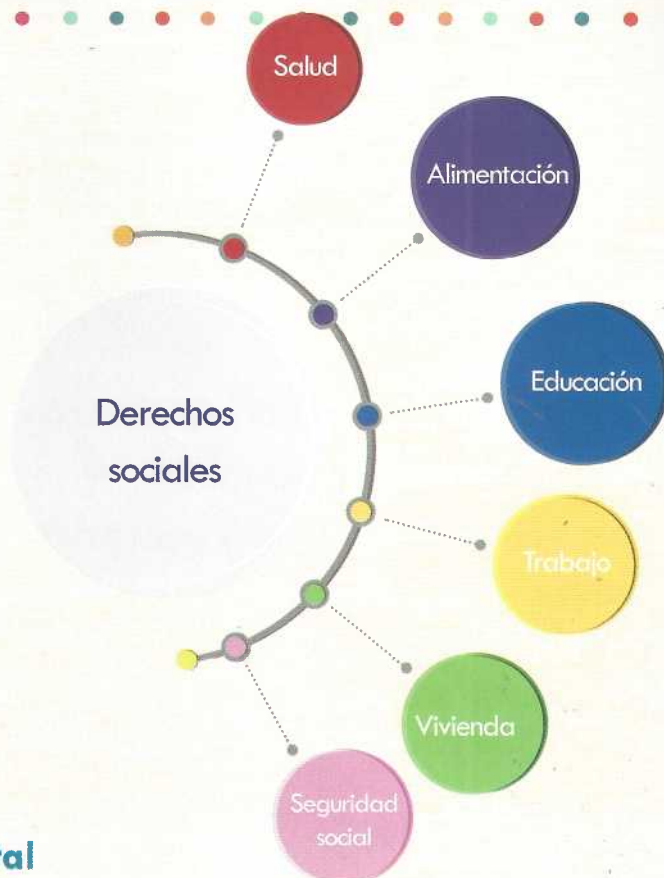 Salud
Alimentación
Educación
Derechos
sociales
Trabajo
Vivienda
Seguridad
social